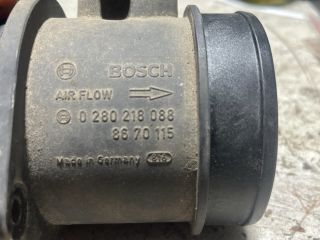 BOSCH
AIR FLOW
0 280 218 088
86 70 115
Made in Germany